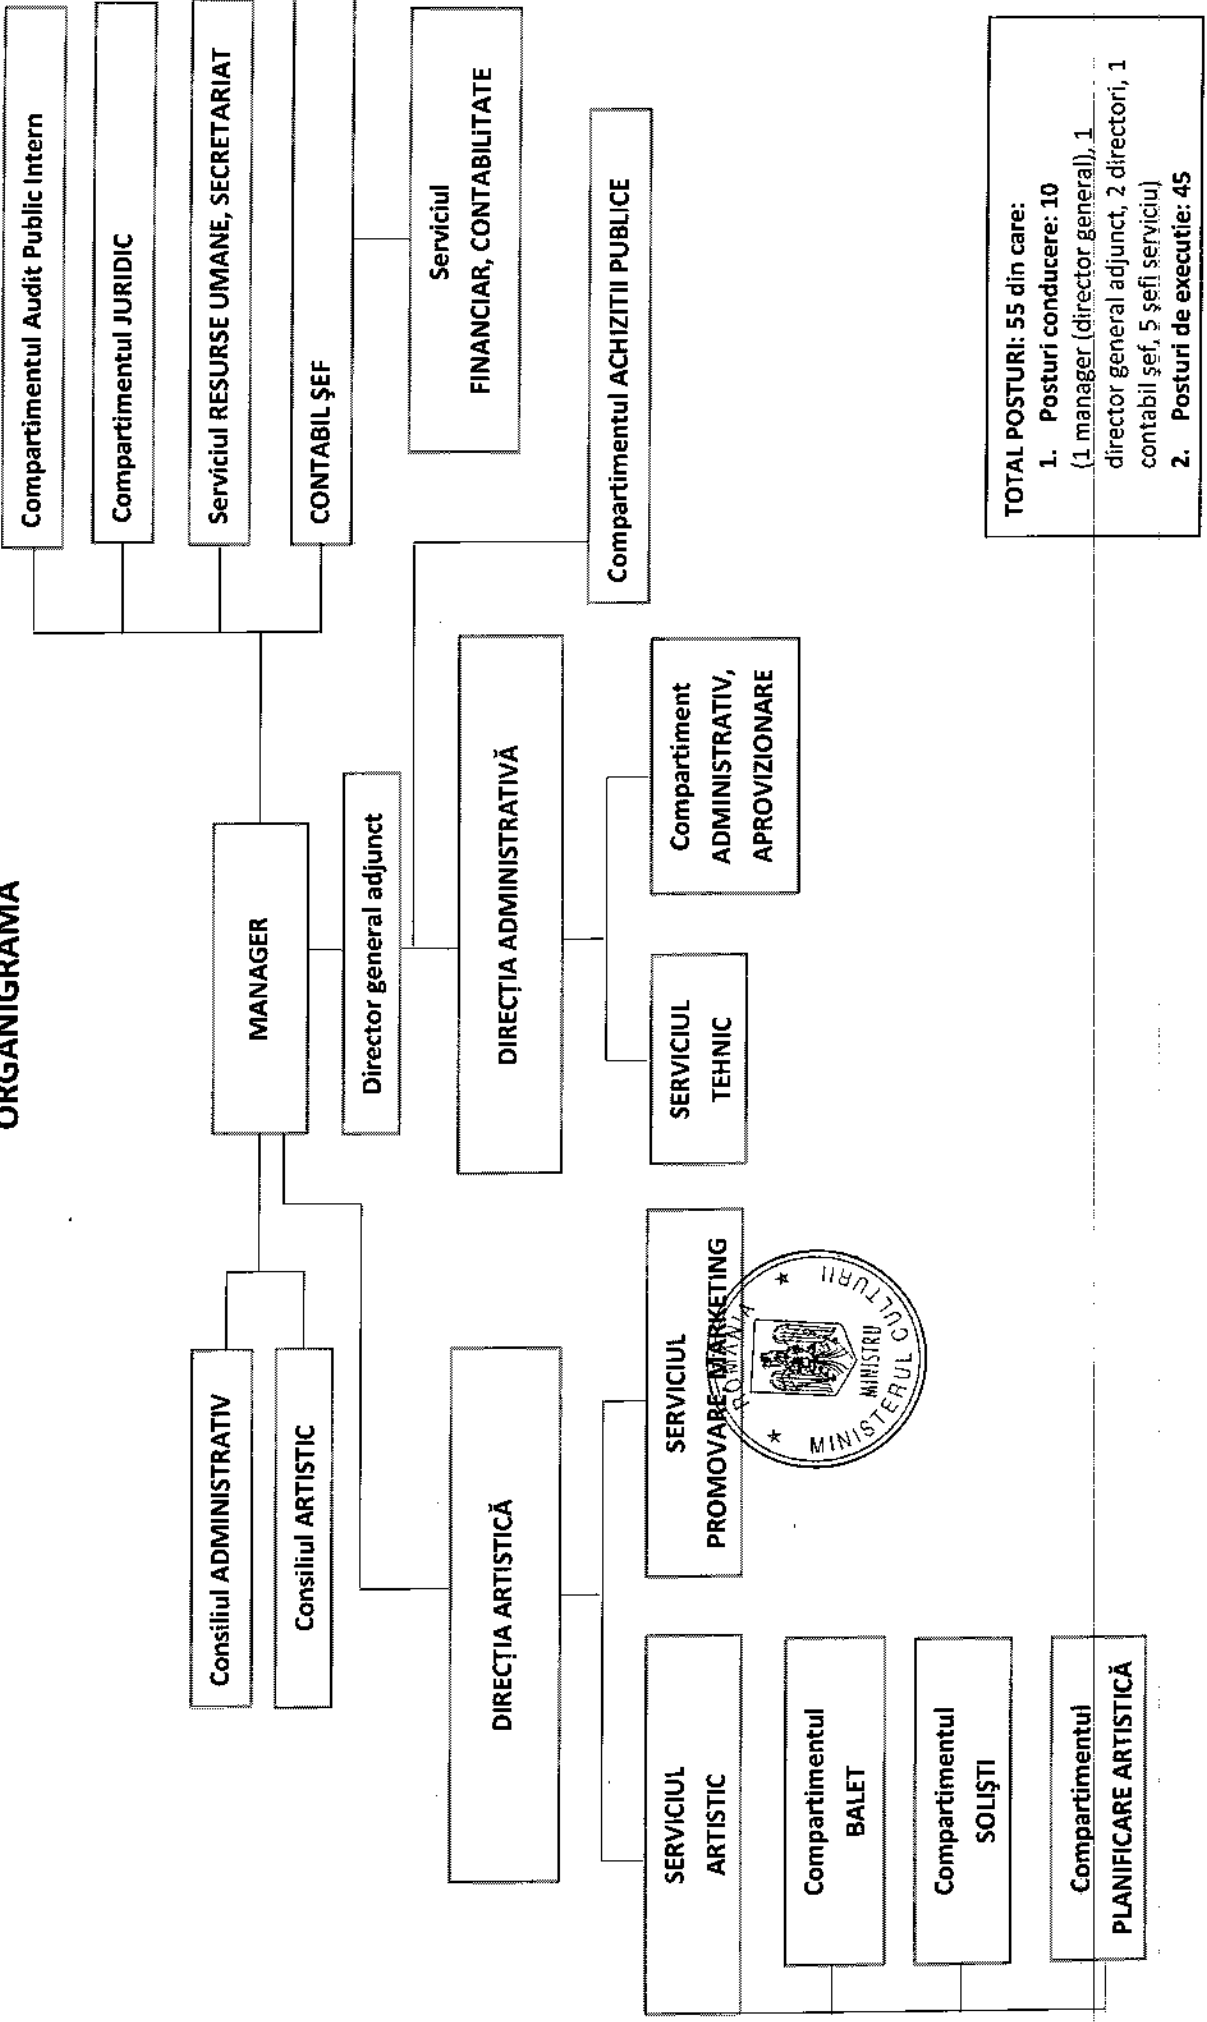 ORGANIGRAMA
Compartimentul Audit Public Intern
Compartimentul JURIDIC
Serviciul RESURSE UMANE, SECRETARIAT
CONTABIL ŞEF
Serviciul
FINANCIAR, CONTABILITATE
Compartimentul ACHIZITII PUBLICE
MANAGER
Director general adjunct
Consiliul ADMINISTRATIV
Consiliul ARTISTIC
DIRECȚIA ADMINISTRATIVĂ
SERVICIUL
TEHNIC
Compartiment
ADMINISTRATIV,
APROVIZIONARE
DIRECȚIA ARTISTICĂ
SERVICIUL
ARTISTIC
SERVICIUL
PROMOVARE MARKETING
Compartimentul
BALET
Compartimentul
SOLIŞTI
Compartimentul
PLANIFICARE ARTISTICĂ
ROMANIA
MINISTERUL CULTURII
MINISTRU
TOTAL POSTURI: 55 din care:
1. Posturi conducere: 10
(1 manager (director general), 1
director general adjunct, 2 directori, 1
contabil şef, 5 şefi serviciu)
2. Posturi de executie: 45